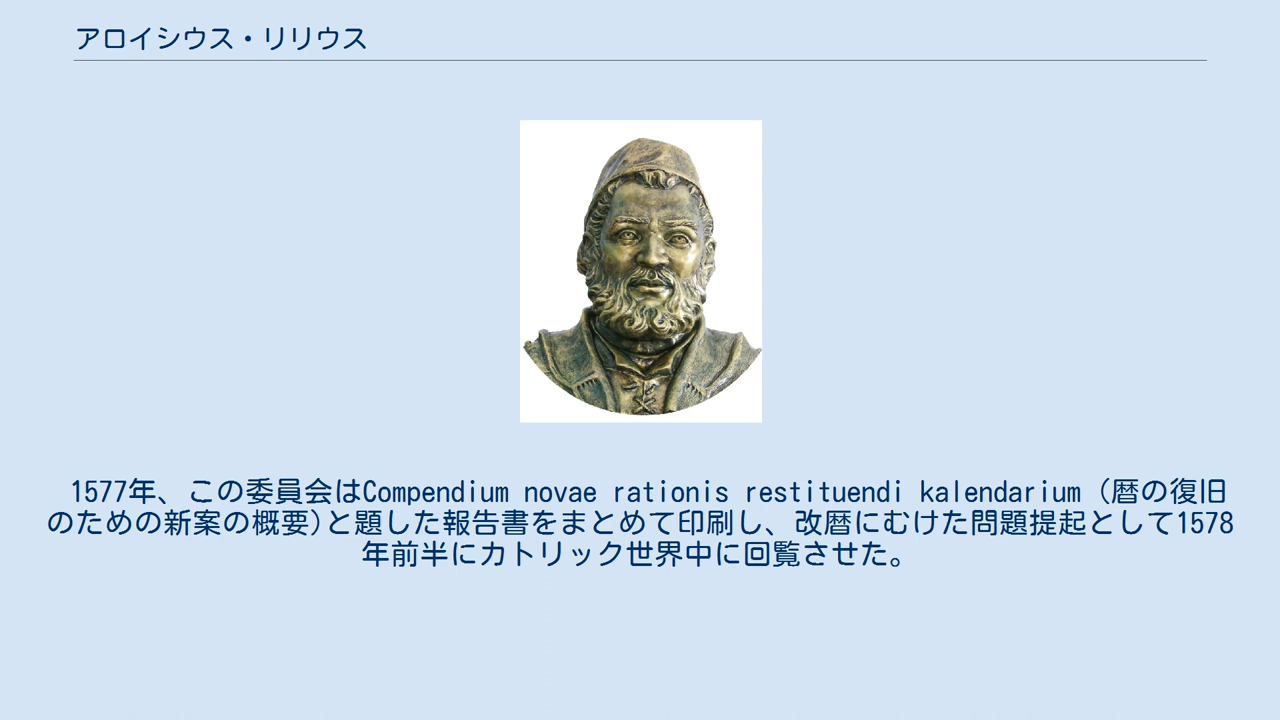 アロイシウス・リリウス
1577年、この委員会はCompendium novae rationis restituendi kalendarium (暦の復旧
のための新案の概要)と題した報告書をまとめて印刷し、改暦にむけた問題提起として1578
年前半にカトリック世界中に回覧させた。